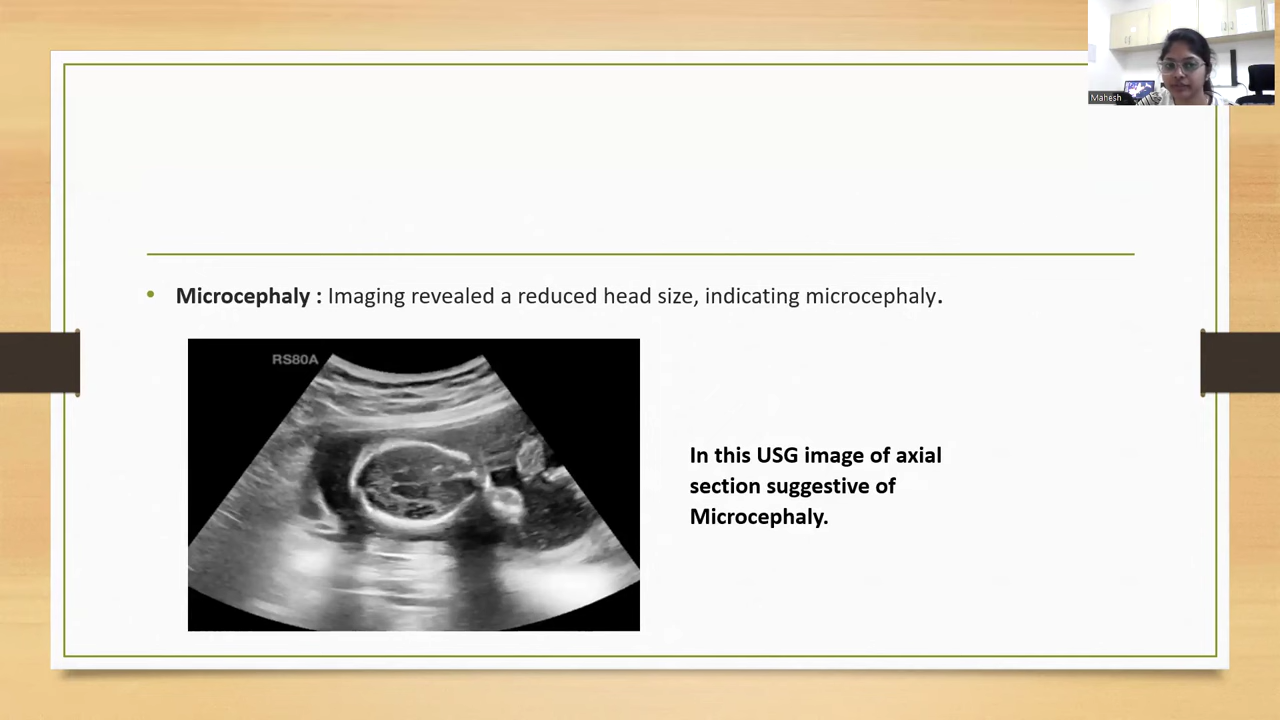 Mahesh
• Microcephaly : Imaging revealed a reduced head size, indicating microcephaly.
RS80A
In this USG image of axial
section suggestive of
Microcephaly.